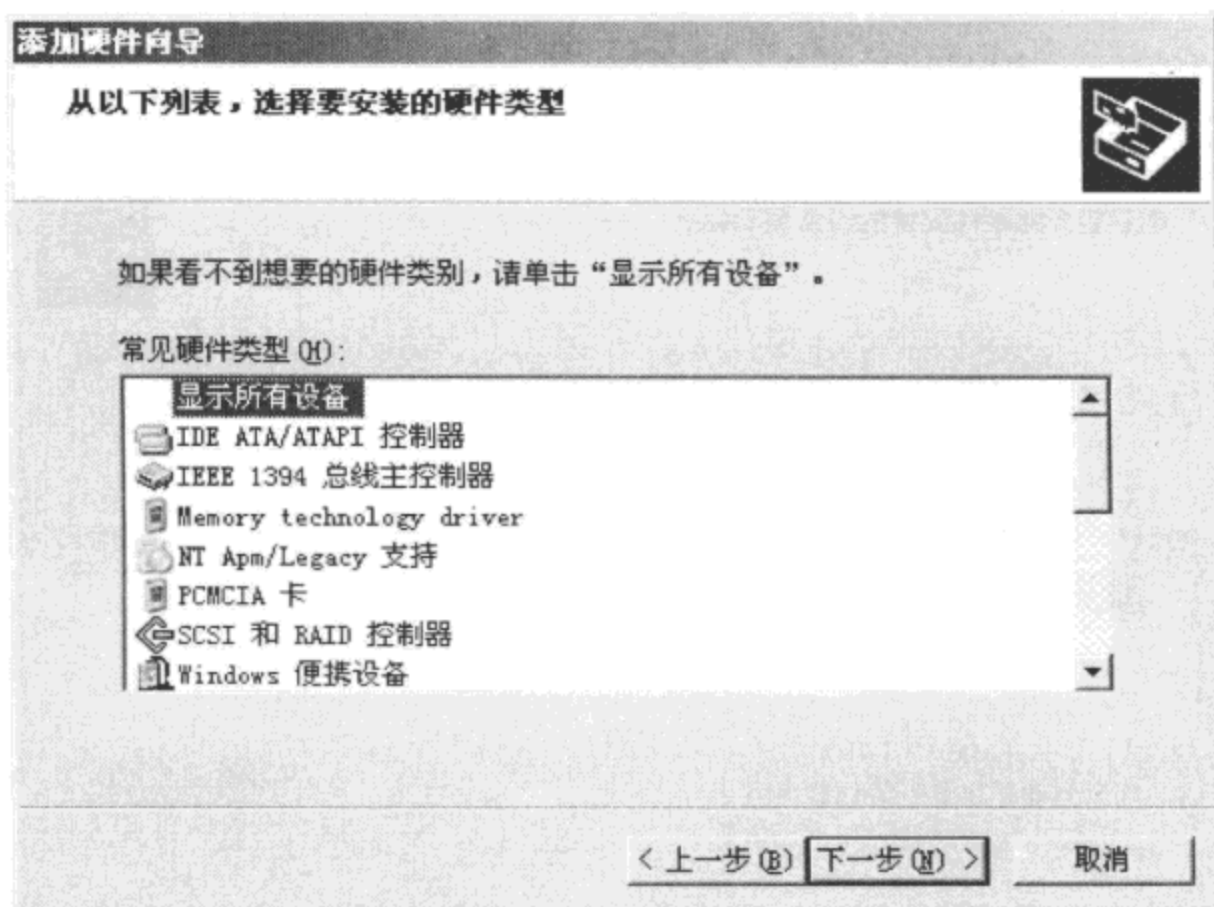 添加硬件向导
从以下列表，选择要安装的硬件类型
如果看不到想要的硬件类别，请单击“显示所有设备”。
常见硬件类型(H):
显示所有设备
IDE ATA/ATAPI 控制器
IEEE 1394 总线主控制器
Memory technology driver
NT Apm/Legacy 支持
PCMCIA 卡
SCSI 和 RAID 控制器
Windows 便携设备
< 上一步(B) 下一步(N) > 取消